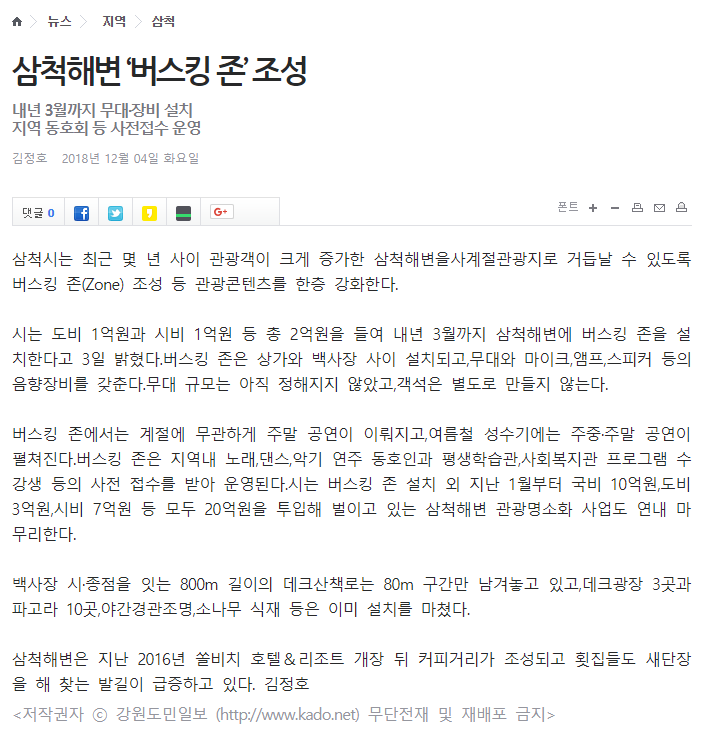 뉴스 지역 삼척
삼척해변 ‘버스킹 존’ 조성
내년 3월까지 무대·장비 설치
지역 동호회 등 사전접수 운영
김정호 2018년 12월 04일 화요일
댓글 0 G+ 폰트 + -
삼척시는 최근 몇 년 사이 관광객이 크게 증가한 삼척해변을사계절관광지로 거듭날 수 있도록
버스킹 존(Zone) 조성 등 관광콘텐츠를 한층 강화한다.
시는 도비 1억원과 시비 1억원 등 총 2억원을 들여 내년 3월까지 삼척해변에 버스킹 존을 설
치한다고 3일 밝혔다.버스킹 존은 상가와 백사장 사이 설치되고,무대와 마이크,앰프,스피커 등의
음향장비를 갖춘다.무대 규모는 아직 정해지지 않았고,객석은 별도로 만들지 않는다.
버스킹 존에서는 계절에 무관하게 주말 공연이 이뤄지고,여름철 성수기에는 주중·주말 공연이
펼쳐진다.버스킹 존은 지역내 노래,댄스,악기 연주 동호인과 평생학습관,사회복지관 프로그램 수
강생 등의 사전 접수를 받아 운영된다.시는 버스킹 존 설치 외 지난 1월부터 국비 10억원,도비
3억원,시비 7억원 등 모두 20억원을 투입해 벌이고 있는 삼척해변 관광명소화 사업도 연내 마
무리한다.
백사장 시·종점을 잇는 800m 길이의 데크산책로는 80m 구간만 남겨놓고 있고,데크광장 3곳과
파고라 10곳,야간경관조명,소나무 식재 등은 이미 설치를 마쳤다.
삼척해변은 지난 2016년 쏠비치 호텔＆리조트 개장 뒤 커피거리가 조성되고 횟집들도 새단장
을 해 찾는 발길이 급증하고 있다. 김정호
<저작권자 ⓒ 강원도민일보 (http://www.kado.net) 무단전재 및 재배포 금지>